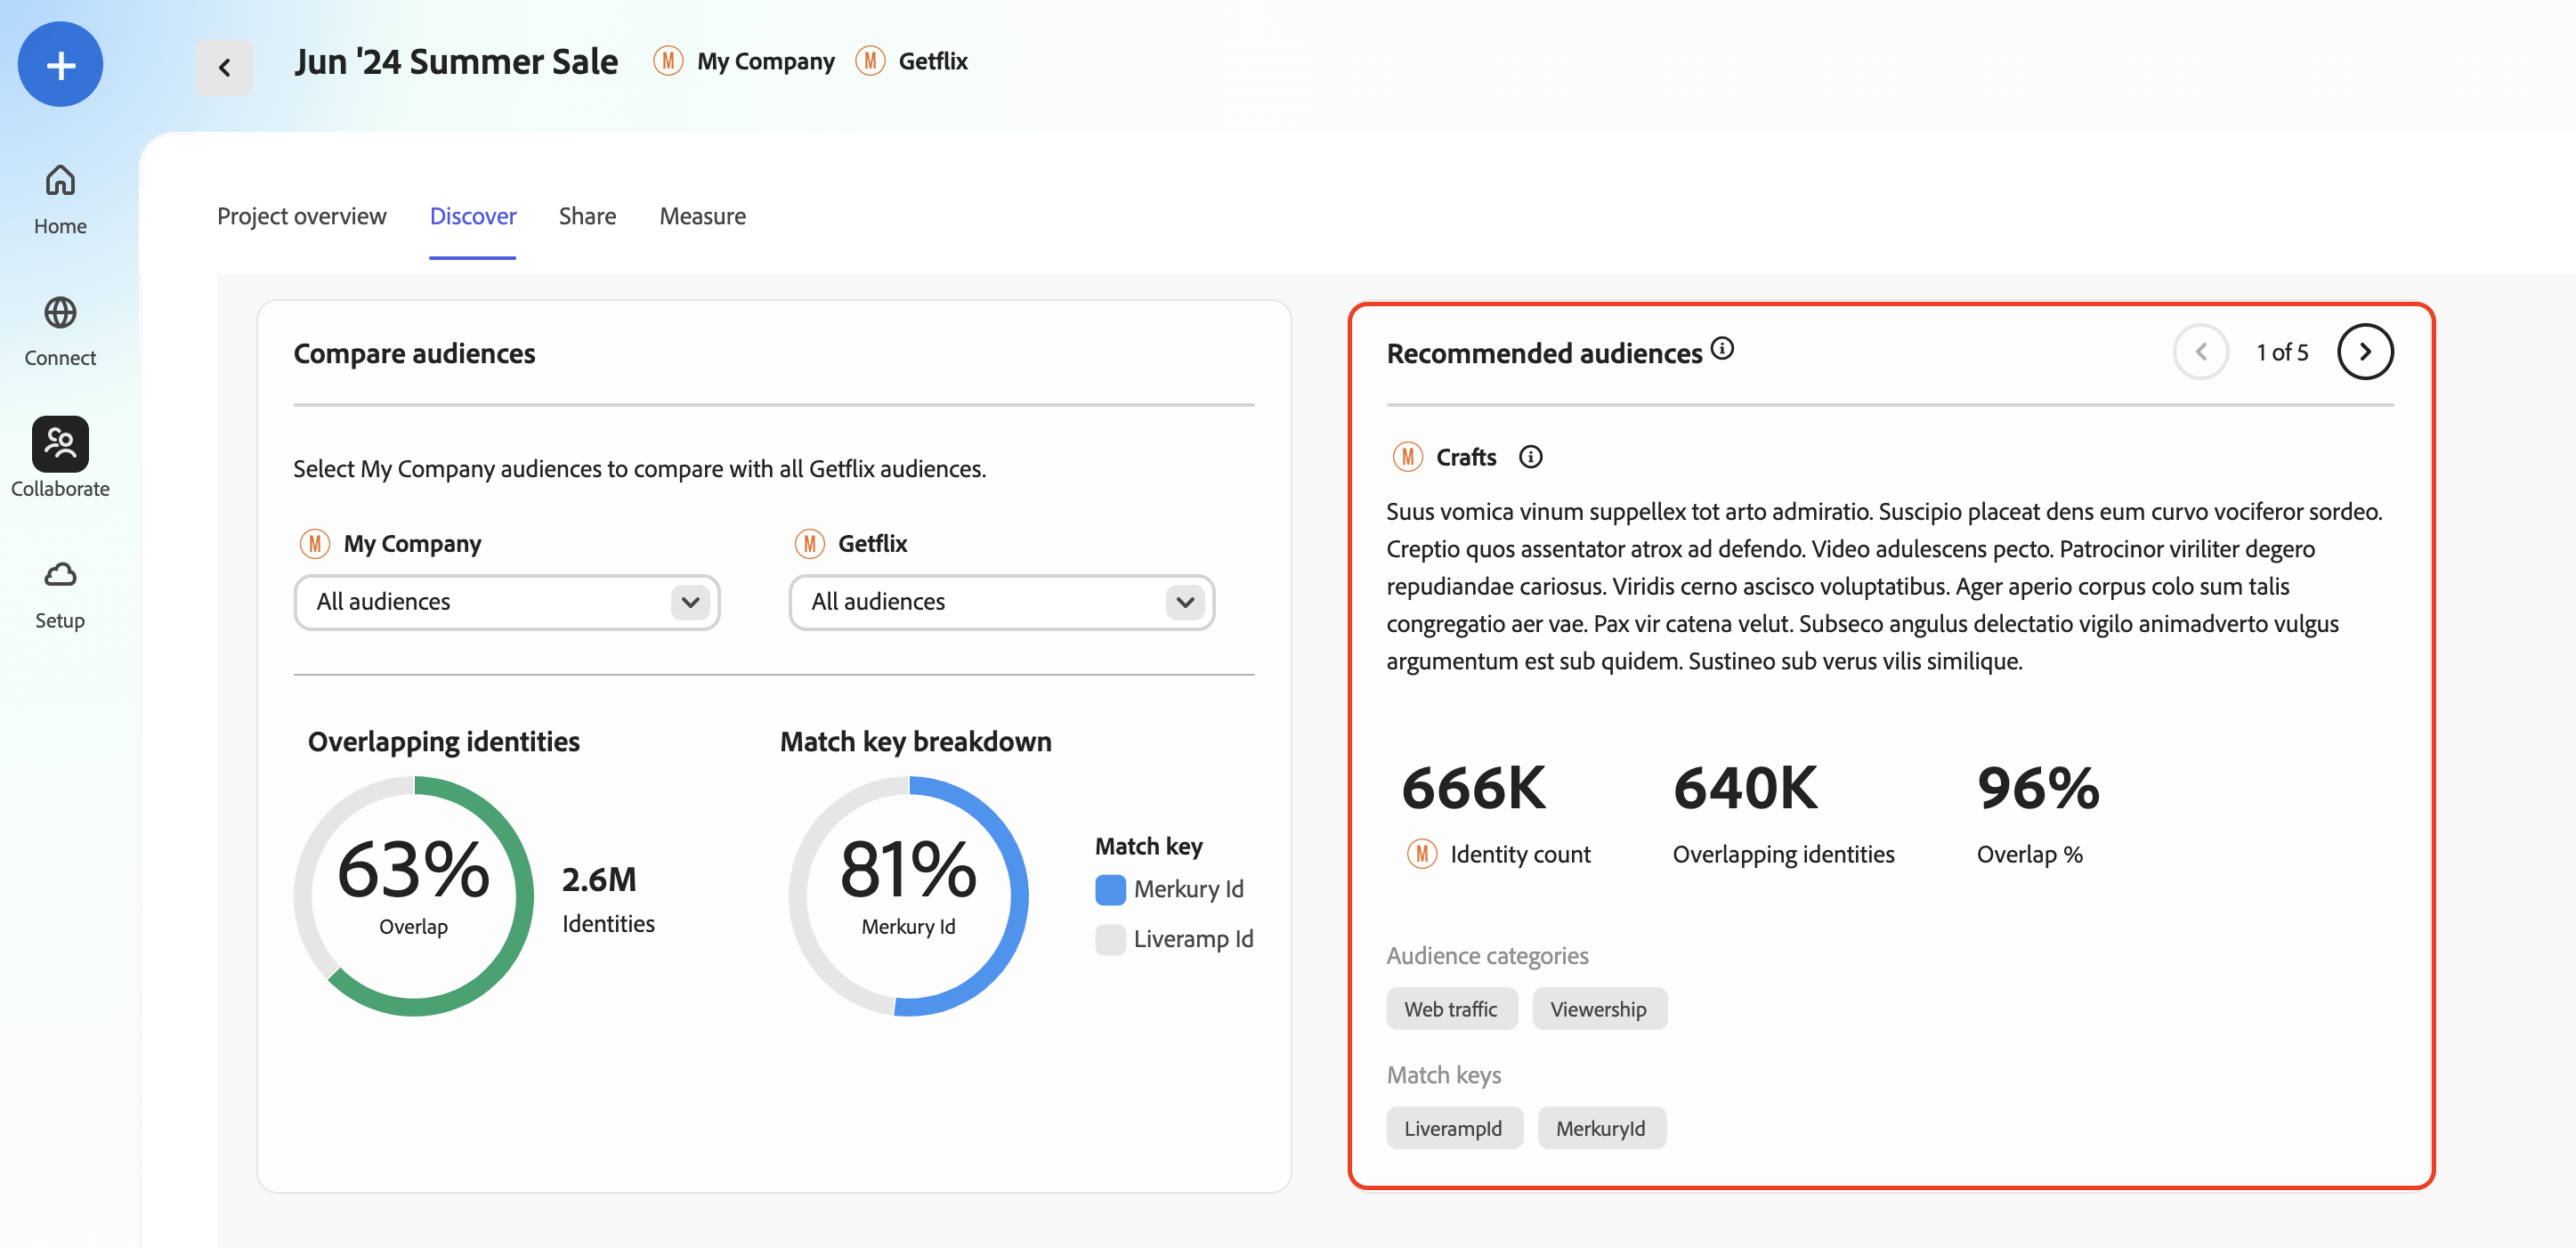 Jun '24 Summer Sale
M My Company
M Getflix
Home
Connect
Collaborate
Setup
Project overview
Discover
Share
Measure
Compare audiences
Select My Company audiences to compare with all Getflix audiences.
M My Company
All audiences
M Getflix
All audiences
Overlapping identities
63%
Overlap
2.6M
Identities
Match key breakdown
81%
Merkury Id
Match key
Merkury Id
Liveramp Id
Recommended audiences
1 of 5
M Crafts
Suus vomica vinum suppellex tot arto admiratio. Suscipio placeat dens eum curvo vociferor sordeo.
Creptio quos assentator atrox ad defendo. Video adulescens pecto. Patrocinor viriliter degero
repudiandae cariosus. Viridis cerno ascisco voluptatibus. Ager aperio corpus colo sum talis
congregatio aer vae. Pax vir catena velut. Subseco angulus delectatio vigilo animadverto vulgus
argumentum est sub quidem. Sustineo sub verus vilis similique.
666K
M Identity count
640K
Overlapping identities
96%
Overlap %
Audience categories
Web traffic
Viewership
Match keys
LiverampId
MerkuryId